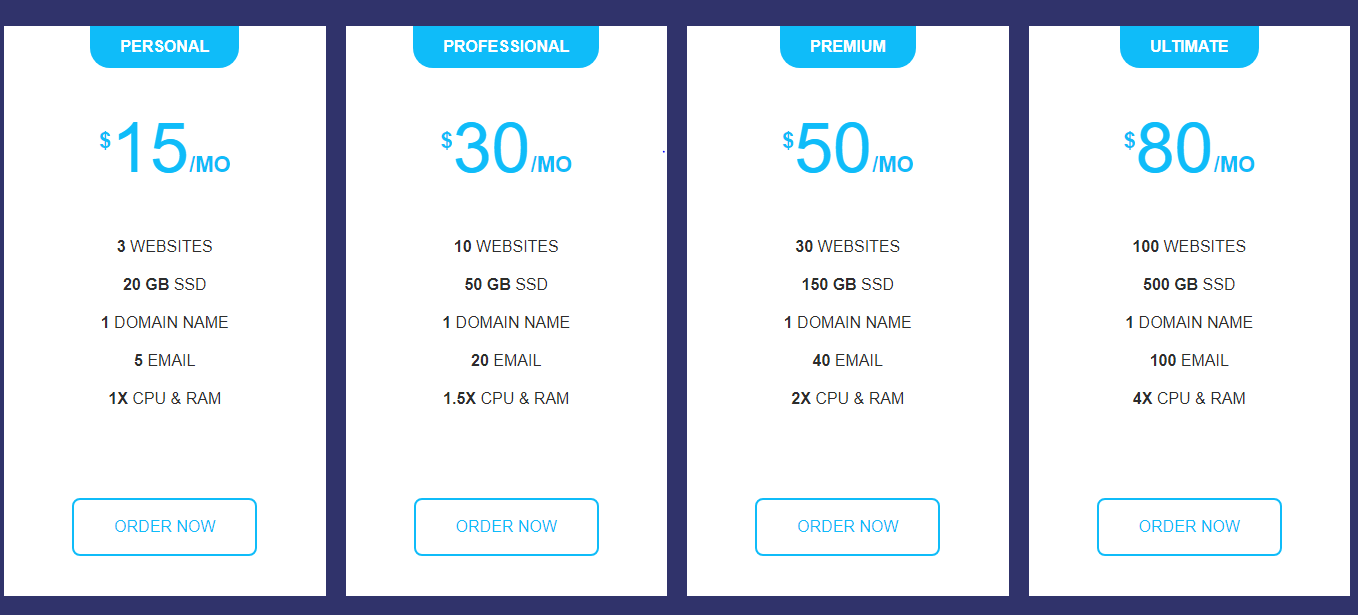 PERSONAL
$15/MO
3 WEBSITES
20 GB SSD
1 DOMAIN NAME
5 EMAIL
1X CPU & RAM
ORDER NOW
PROFESSIONAL
$30/MO
10 WEBSITES
50 GB SSD
1 DOMAIN NAME
20 EMAIL
1.5X CPU & RAM
ORDER NOW
PREMIUM
$50/MO
30 WEBSITES
150 GB SSD
1 DOMAIN NAME
40 EMAIL
2X CPU & RAM
ORDER NOW
ULTIMATE
$80/MO
100 WEBSITES
500 GB SSD
1 DOMAIN NAME
100 EMAIL
4X CPU & RAM
ORDER NOW